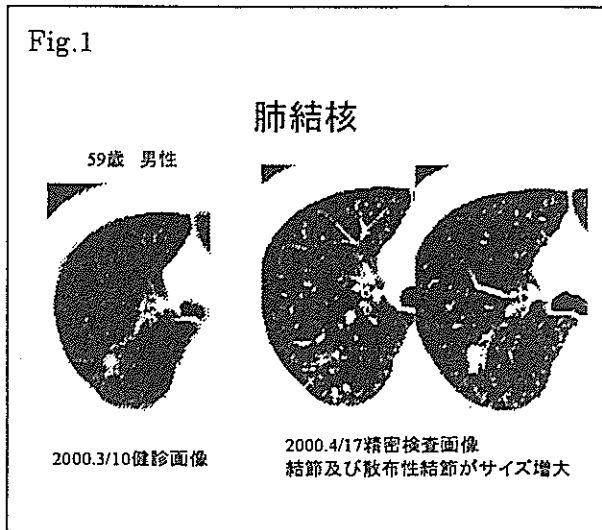 Fig.1
肺結核
59歳 男性
2000.3/10健診画像
2000.4/17精密検査画像
結節及び散布性結節がサイズ増大